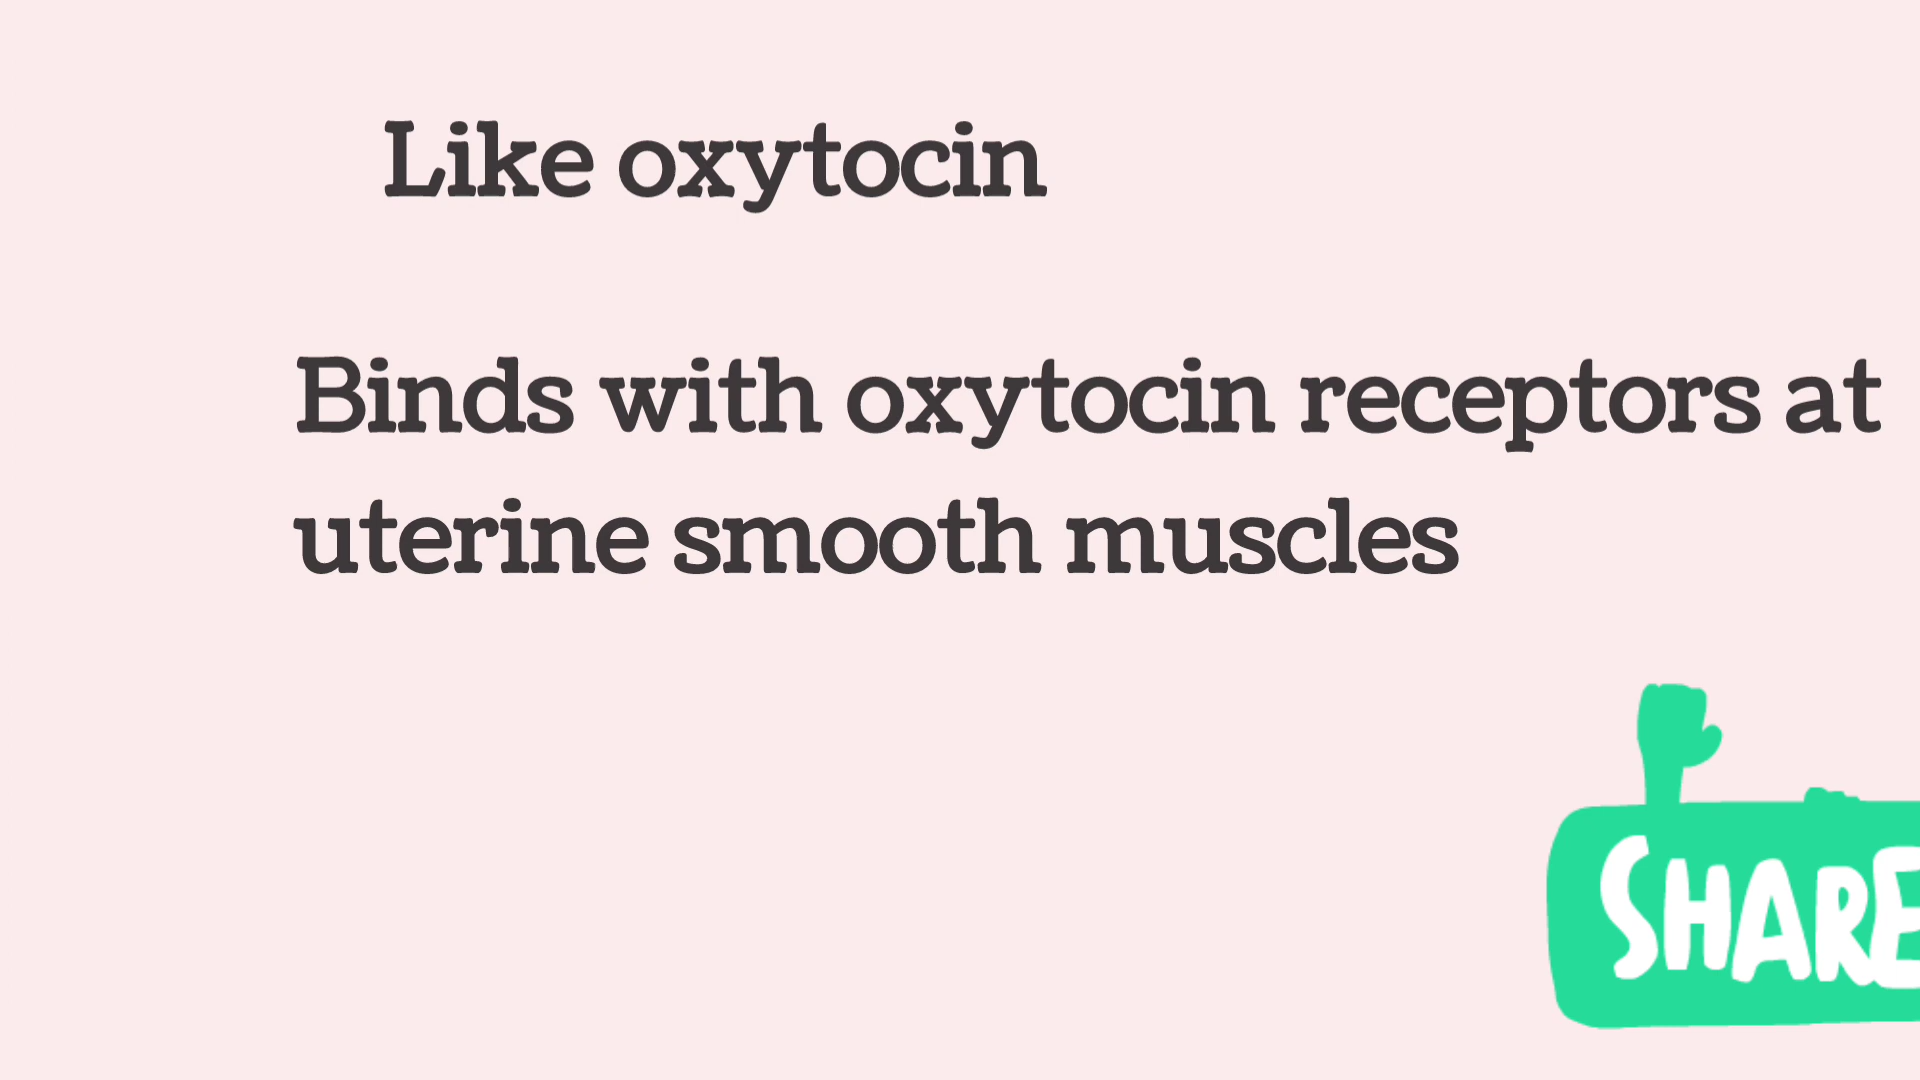 Like oxytocin
Binds with oxytocin receptors at
uterine smooth muscles
SHARE